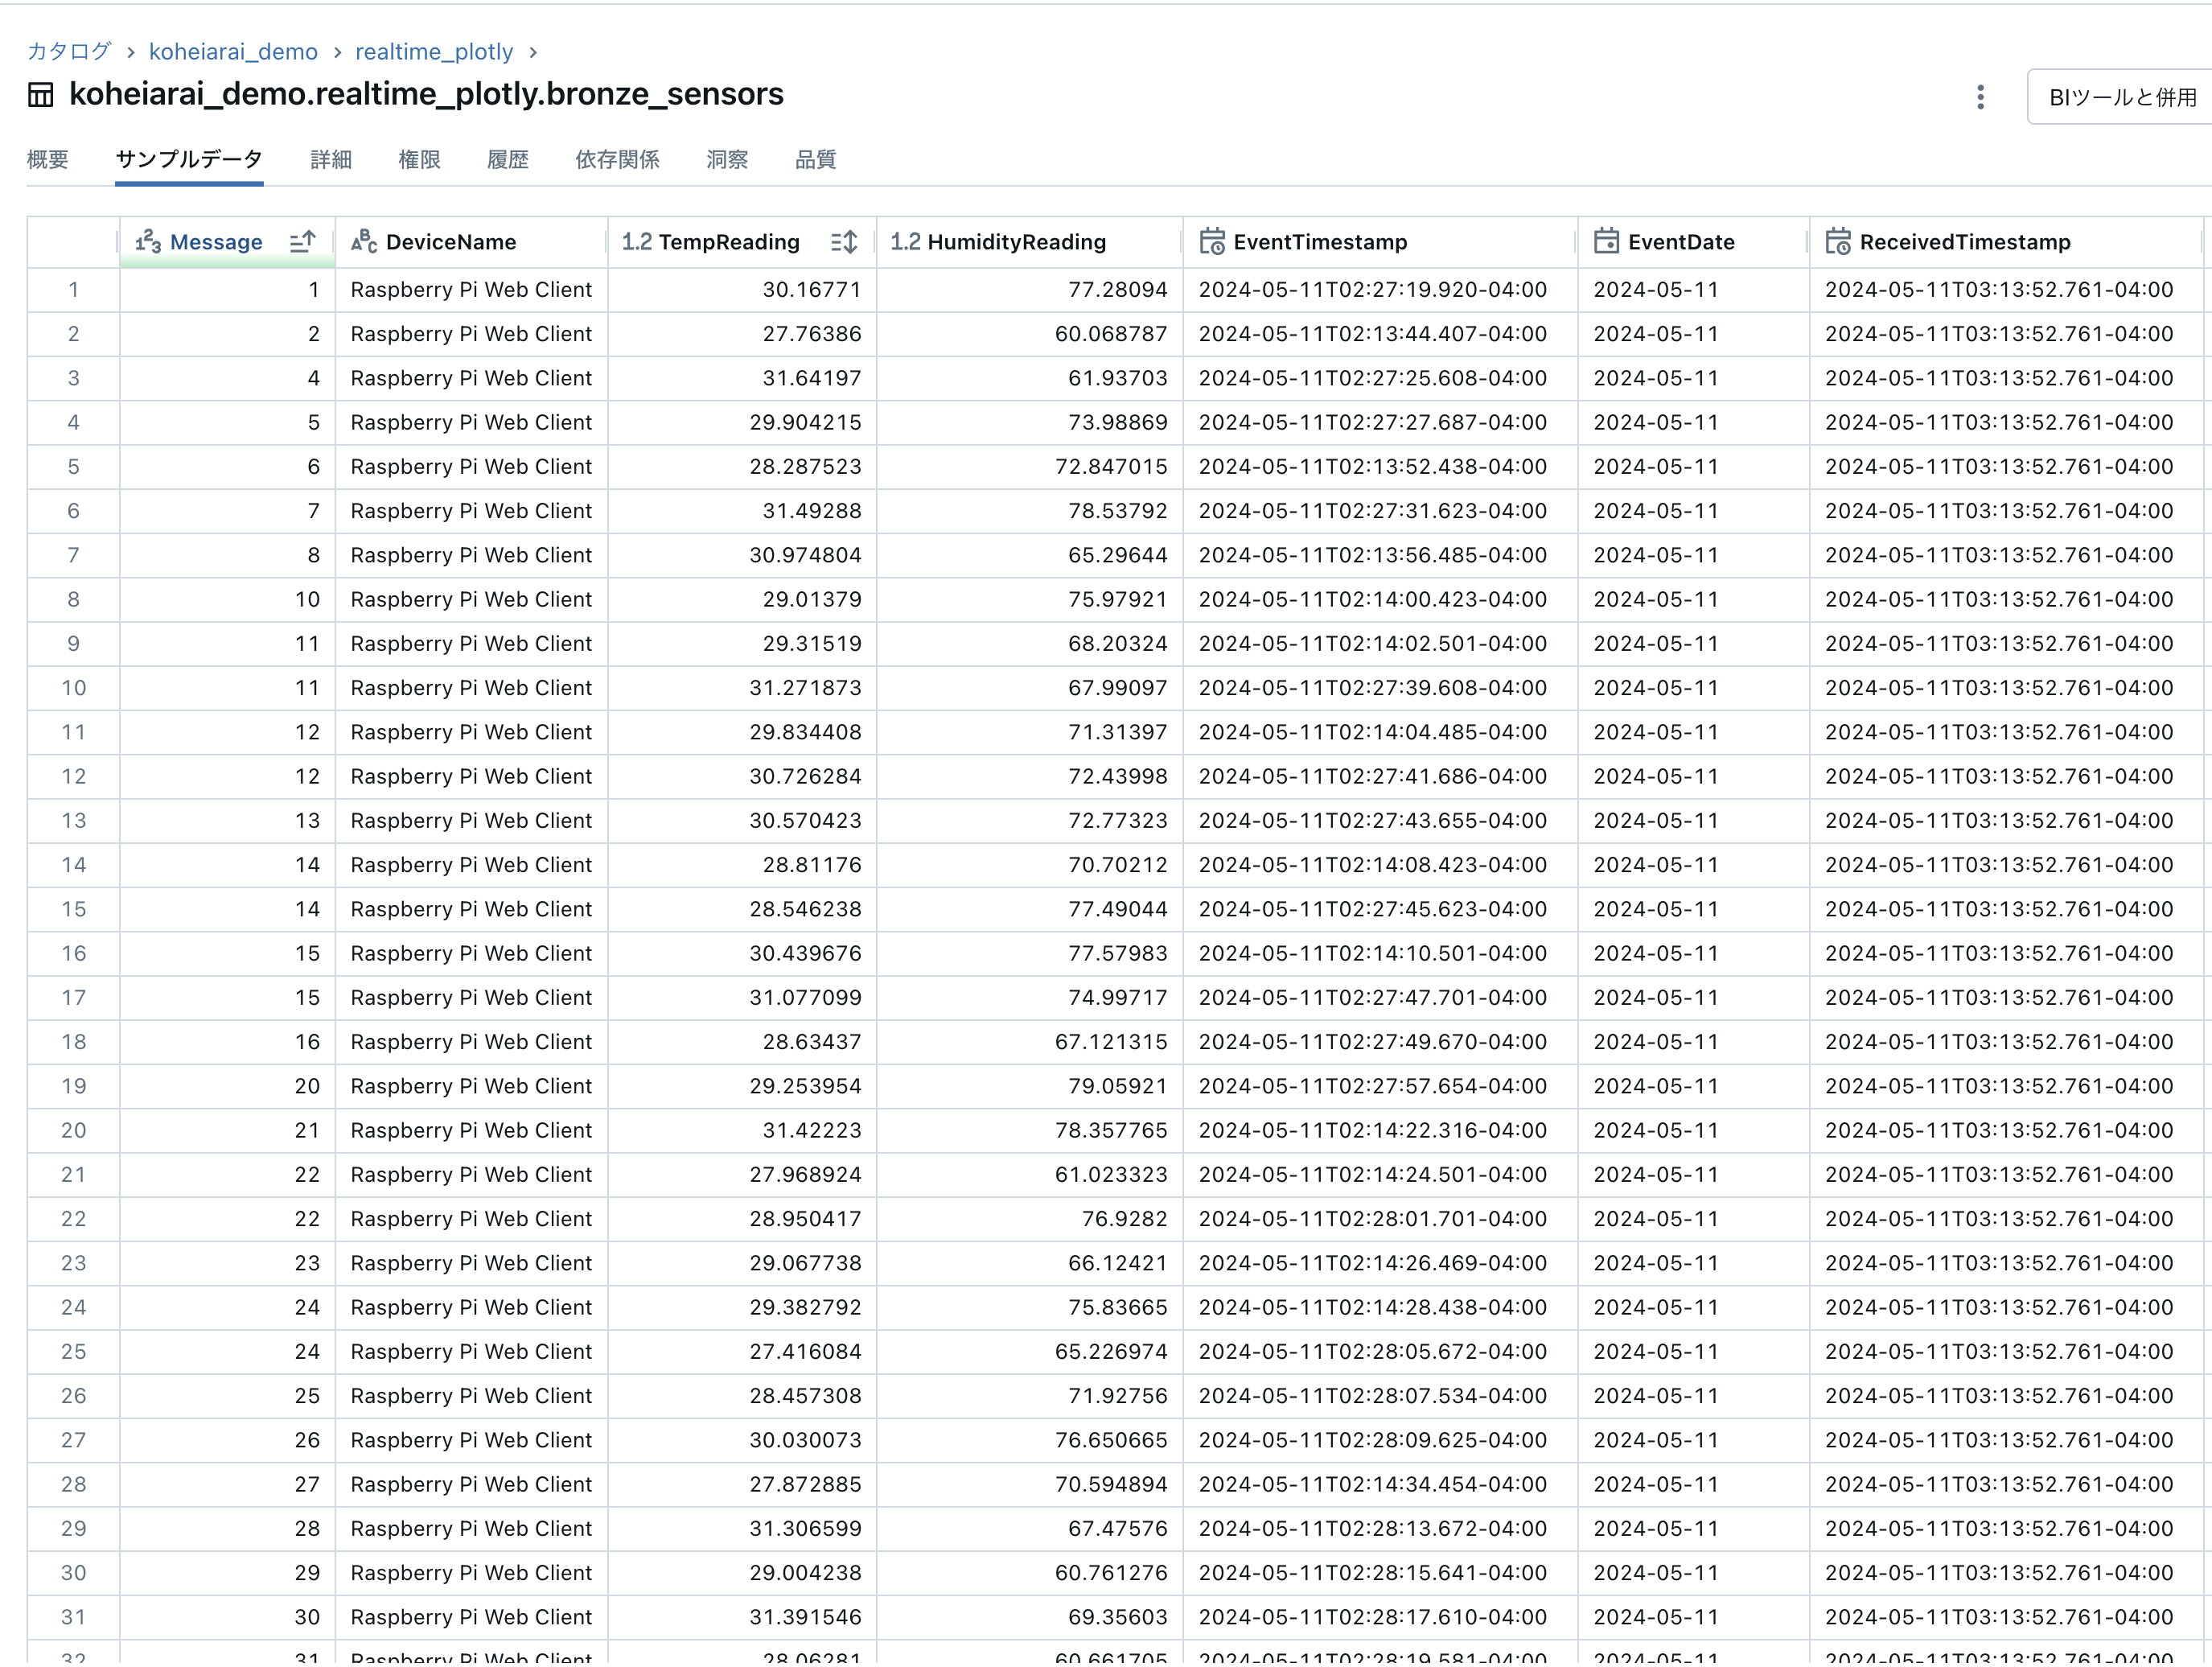 カタログ > koheiarai_demo > realtime_plotly >
koheiarai_demo.realtime_plotly.bronze_sensors
BIツールと併用
概要 サンプルデータ 詳細 権限 履歴 依存関係 洞察 品質
Message DeviceName 1.2 TempReading 1.2 HumidityReading EventTimestamp EventDate ReceivedTimestamp
1 1 Raspberry Pi Web Client 30.16771 77.28094 2024-05-11T02:27:19.920-04:00 2024-05-11 2024-05-11T03:13:52.761-04:00
2 2 Raspberry Pi Web Client 27.76386 60.068787 2024-05-11T02:13:44.407-04:00 2024-05-11 2024-05-11T03:13:52.761-04:00
3 4 Raspberry Pi Web Client 31.64197 61.93703 2024-05-11T02:27:25.608-04:00 2024-05-11 2024-05-11T03:13:52.761-04:00
4 5 Raspberry Pi Web Client 29.904215 73.98869 2024-05-11T02:27:27.687-04:00 2024-05-11 2024-05-11T03:13:52.761-04:00
5 6 Raspberry Pi Web Client 28.287523 72.847015 2024-05-11T02:13:52.438-04:00 2024-05-11 2024-05-11T03:13:52.761-04:00
6 7 Raspberry Pi Web Client 31.49288 78.53792 2024-05-11T02:27:31.623-04:00 2024-05-11 2024-05-11T03:13:52.761-04:00
7 8 Raspberry Pi Web Client 30.974804 65.29644 2024-05-11T02:13:56.485-04:00 2024-05-11 2024-05-11T03:13:52.761-04:00
8 10 Raspberry Pi Web Client 29.01379 75.97921 2024-05-11T02:14:00.423-04:00 2024-05-11 2024-05-11T03:13:52.761-04:00
9 11 Raspberry Pi Web Client 29.31519 68.20324 2024-05-11T02:14:02.501-04:00 2024-05-11 2024-05-11T03:13:52.761-04:00
10 11 Raspberry Pi Web Client 31.271873 67.99097 2024-05-11T02:27:39.608-04:00 2024-05-11 2024-05-11T03:13:52.761-04:00
11 12 Raspberry Pi Web Client 29.834408 71.31397 2024-05-11T02:14:04.485-04:00 2024-05-11 2024-05-11T03:13:52.761-04:00
12 12 Raspberry Pi Web Client 30.726284 72.43998 2024-05-11T02:27:41.686-04:00 2024-05-11 2024-05-11T03:13:52.761-04:00
13 13 Raspberry Pi Web Client 30.570423 72.77323 2024-05-11T02:27:43.655-04:00 2024-05-11 2024-05-11T03:13:52.761-04:00
14 14 Raspberry Pi Web Client 28.81176 70.70212 2024-05-11T02:14:08.423-04:00 2024-05-11 2024-05-11T03:13:52.761-04:00
15 14 Raspberry Pi Web Client 28.546238 77.49044 2024-05-11T02:27:45.623-04:00 2024-05-11 2024-05-11T03:13:52.761-04:00
16 15 Raspberry Pi Web Client 30.439676 77.57983 2024-05-11T02:14:10.501-04:00 2024-05-11 2024-05-11T03:13:52.761-04:00
17 15 Raspberry Pi Web Client 31.077099 74.99717 2024-05-11T02:27:47.701-04:00 2024-05-11 2024-05-11T03:13:52.761-04:00
18 16 Raspberry Pi Web Client 28.63437 67.121315 2024-05-11T02:27:49.670-04:00 2024-05-11 2024-05-11T03:13:52.761-04:00
19 20 Raspberry Pi Web Client 29.253954 79.05921 2024-05-11T02:27:57.654-04:00 2024-05-11 2024-05-11T03:13:52.761-04:00
20 21 Raspberry Pi Web Client 31.42223 78.357765 2024-05-11T02:14:22.316-04:00 2024-05-11 2024-05-11T03:13:52.761-04:00
21 22 Raspberry Pi Web Client 27.968924 61.023323 2024-05-11T02:14:24.501-04:00 2024-05-11 2024-05-11T03:13:52.761-04:00
22 22 Raspberry Pi Web Client 28.950417 76.9282 2024-05-11T02:28:01.701-04:00 2024-05-11 2024-05-11T03:13:52.761-04:00
23 23 Raspberry Pi Web Client 29.067738 66.12421 2024-05-11T02:14:26.469-04:00 2024-05-11 2024-05-11T03:13:52.761-04:00
24 24 Raspberry Pi Web Client 29.382792 75.83665 2024-05-11T02:14:28.438-04:00 2024-05-11 2024-05-11T03:13:52.761-04:00
25 24 Raspberry Pi Web Client 27.416084 65.226974 2024-05-11T02:28:05.672-04:00 2024-05-11 2024-05-11T03:13:52.761-04:00
26 25 Raspberry Pi Web Client 28.457308 71.92756 2024-05-11T02:28:07.534-04:00 2024-05-11 2024-05-11T03:13:52.761-04:00
27 26 Raspberry Pi Web Client 30.030073 76.650665 2024-05-11T02:28:09.625-04:00 2024-05-11 2024-05-11T03:13:52.761-04:00
28 27 Raspberry Pi Web Client 27.872885 70.594894 2024-05-11T02:14:34.454-04:00 2024-05-11 2024-05-11T03:13:52.761-04:00
29 28 Raspberry Pi Web Client 31.306599 67.47576 2024-05-11T02:28:13.672-04:00 2024-05-11 2024-05-11T03:13:52.761-04:00
30 29 Raspberry Pi Web Client 29.004238 60.761276 2024-05-11T02:28:15.641-04:00 2024-05-11 2024-05-11T03:13:52.761-04:00
31 30 Raspberry Pi Web Client 31.391546 69.35603 2024-05-11T02:28:17.610-04:00 2024-05-11 2024-05-11T03:13:52.761-04:00
32 31 Raspberry Pi Web Client 28.06281 60.661705 2024-05-11T02:28:19.581-04:00 2024-05-11 2024-05-11T03:13:52.761-04:00